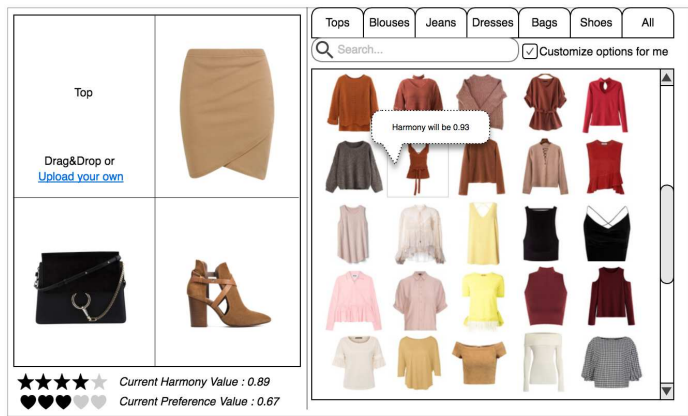 Top
Drag&Drop or
Upload your own
Current Harmony Value : 0.89
Current Preference Value : 0.67
Tops Blouses Jeans Dresses Bags Shoes All
Search...
Customize options for me
Harmony will be 0.93